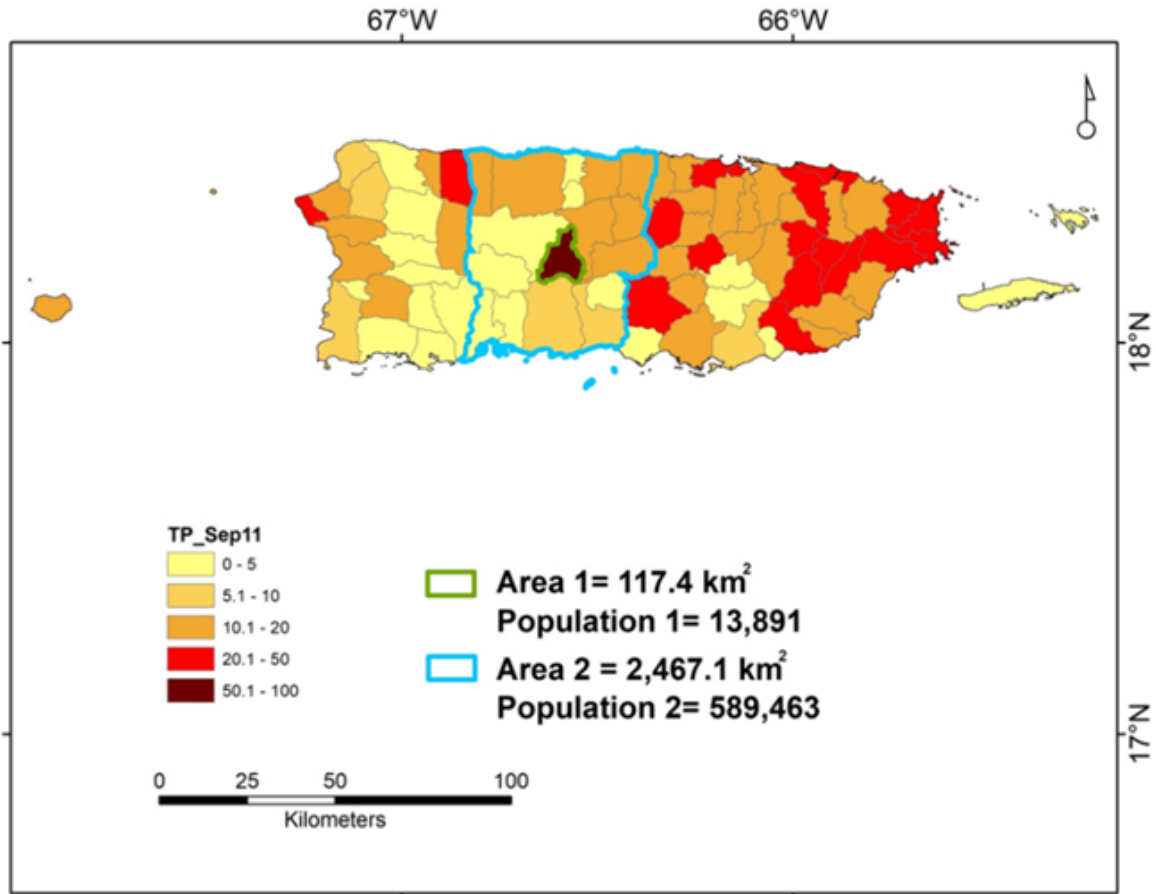 67°W 66°W
18°N
TP_Sep11
0 - 5
5.1 - 10
10.1 - 20
20.1 - 50
50.1 - 100
Area 1= 117.4 km²
Population 1= 13,891
Area 2 = 2,467.1 km²
Population 2= 589,463
17°N
0 25 50 100
Kilometers